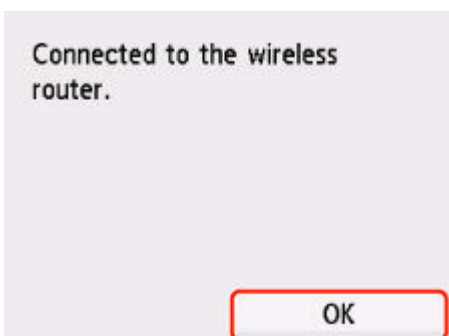 Connected to the wireless
router.
OK